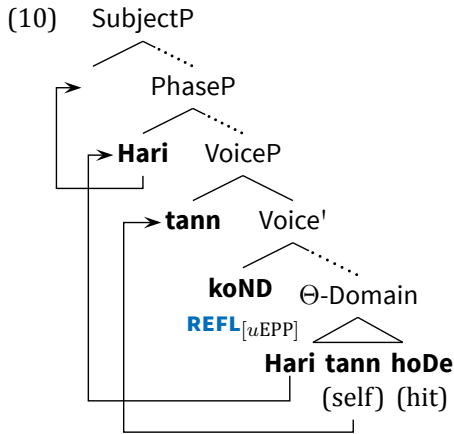 (10) SubjectP
PhaseP
Hari VoiceP
tann Voice'
koND Θ-Domain
REFL[uEPP]
Hari tann hoDe
(self) (hit)